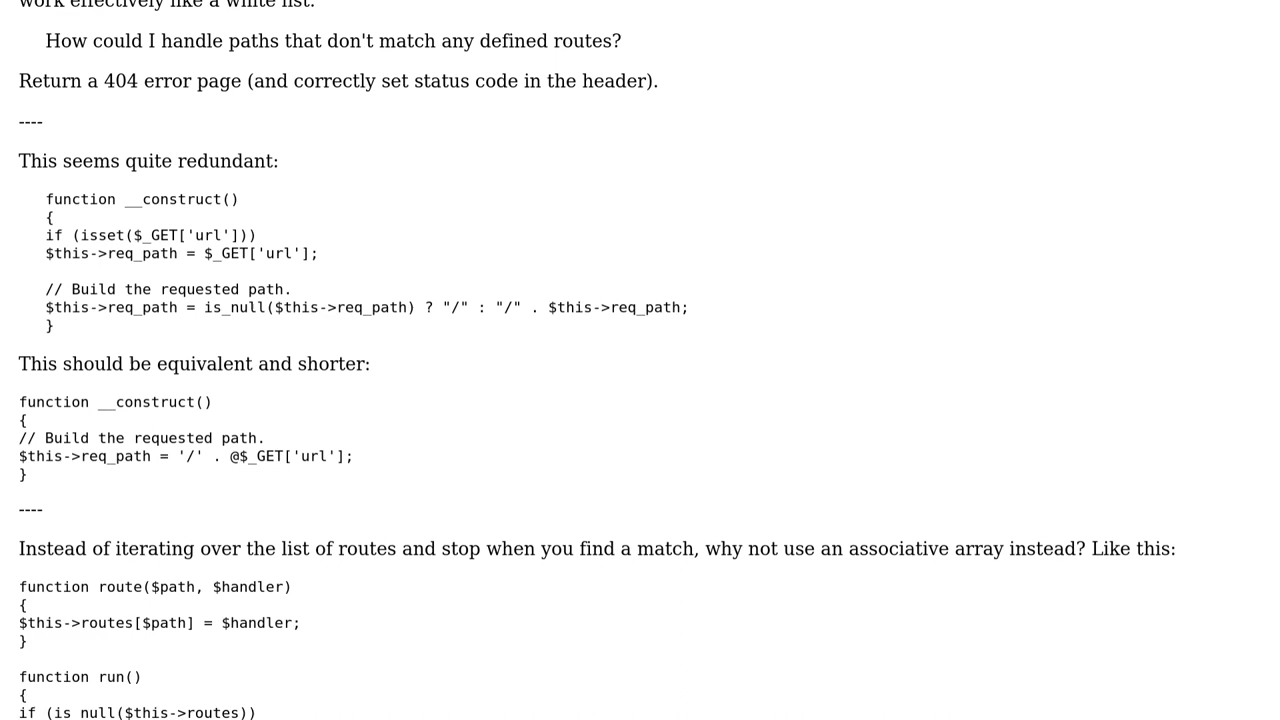 work effectively like a white list.
How could I handle paths that don't match any defined routes?
Return a 404 error page (and correctly set status code in the header).
----
This seems quite redundant:
function __construct()
{
if (isset($_GET['url']))
$this->req_path = $_GET['url'];
// Build the requested path.
$this->req_path = is_null($this->req_path) ? "/" : "/" . $this->req_path;
}
This should be equivalent and shorter:
function __construct()
{
// Build the requested path.
$this->req_path = '/' . @$_GET['url'];
}
----
Instead of iterating over the list of routes and stop when you find a match, why not use an associative array instead? Like this:
function route($path, $handler)
{
$this->routes[$path] = $handler;
}
function run()
{
if (is_null($this->routes))